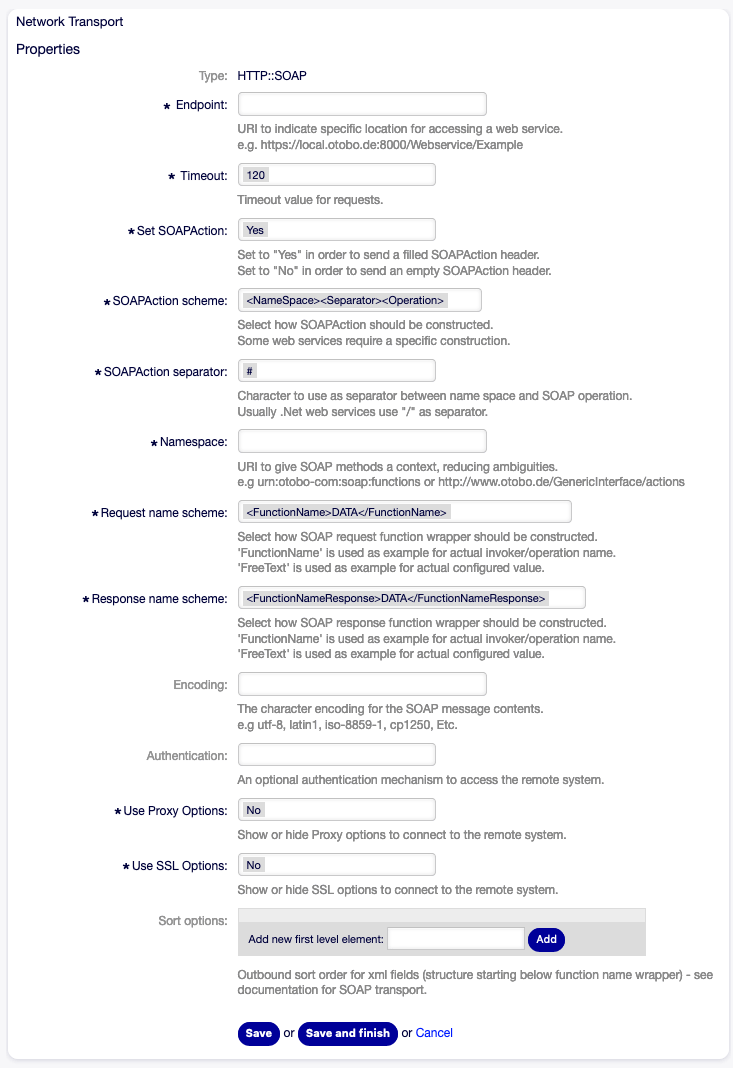 Network Transport
Properties
Type: HTTP::SOAP
* Endpoint:
URI to indicate specific location for accessing a web service.
e.g. https://local.otobo.de:8000/Webservice/Example
* Timeout: 120
Timeout value for requests.
* Set SOAPAction: Yes
Set to "Yes" in order to send a filled SOAPAction header.
Set to "No" in order to send an empty SOAPAction header.
* SOAPAction scheme: <NameSpace><Separator><Operation>
Select how SOAPAction should be constructed.
Some web services require a specific construction.
* SOAPAction separator: #
Character to use as separator between name space and SOAP operation.
Usually .Net web services use "/" as separator.
* Namespace:
URI to give SOAP methods a context, reducing ambiguities.
e.g urn:otobo-com:soap:functions or http://www.otobo.de/GenericInterface/actions
* Request name scheme: <FunctionName>DATA</FunctionName>
Select how SOAP request function wrapper should be constructed.
'FunctionName' is used as example for actual invoker/operation name.
'FreeText' is used as example for actual configured value.
* Response name scheme: <FunctionNameResponse>DATA</FunctionNameResponse>
Select how SOAP response function wrapper should be constructed.
'FunctionName' is used as example for actual invoker/operation name.
'FreeText' is used as example for actual configured value.
Encoding:
The character encoding for the SOAP message contents.
e.g utf-8, latin1, iso-8859-1, cp1250, Etc.
Authentication:
An optional authentication mechanism to access the remote system.
* Use Proxy Options: No
Show or hide Proxy options to connect to the remote system.
* Use SSL Options: No
Show or hide SSL options to connect to the remote system.
Sort options:
Add new first level element: Add
Outbound sort order for xml fields (structure starting below function name wrapper) - see
documentation for SOAP transport.
Save or Save and finish or Cancel